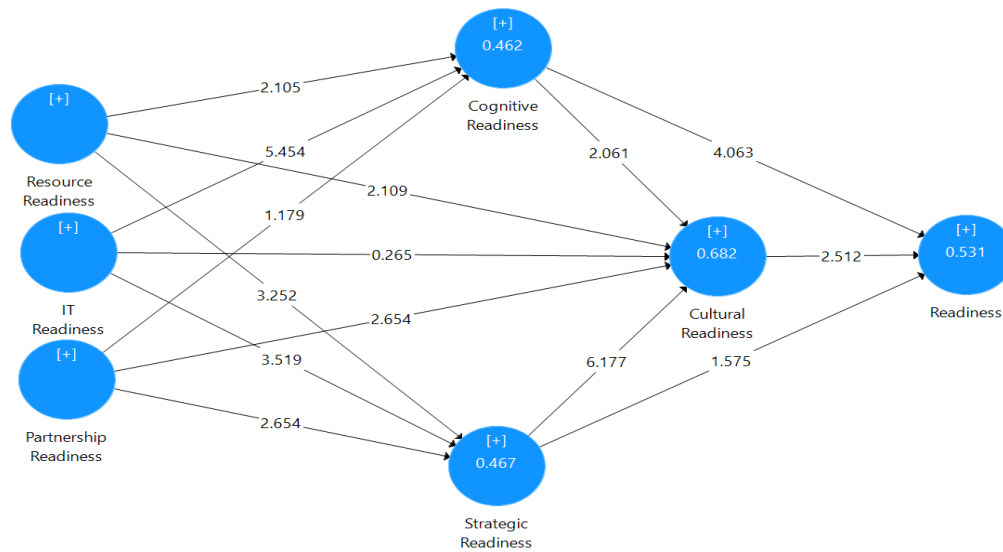 [+]
0.462
Cognitive
Readiness
[+]
Resource
Readiness
2.105
5.454
2.061
4.063
2.109
1.179
[+]
IT
Readiness
0.265
[+]
0.682
Cultural
Readiness
2.512
[+]
0.531
Readiness
3.252
2.654
[+]
Partnership
Readiness
3.519
6.177
1.575
2.654
[+]
0.467
Strategic
Readiness